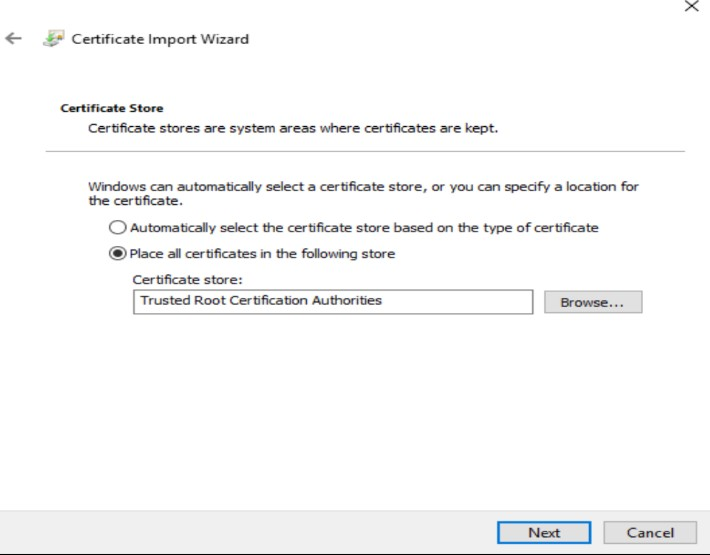 Certificate Import Wizard
Certificate Store
Certificate stores are system areas where certificates are kept.
Windows can automatically select a certificate store, or you can specify a location for
the certificate.
Automatically select the certificate store based on the type of certificate
Place all certificates in the following store
Certificate store:
Trusted Root Certification Authorities
Browse...
Next
Cancel